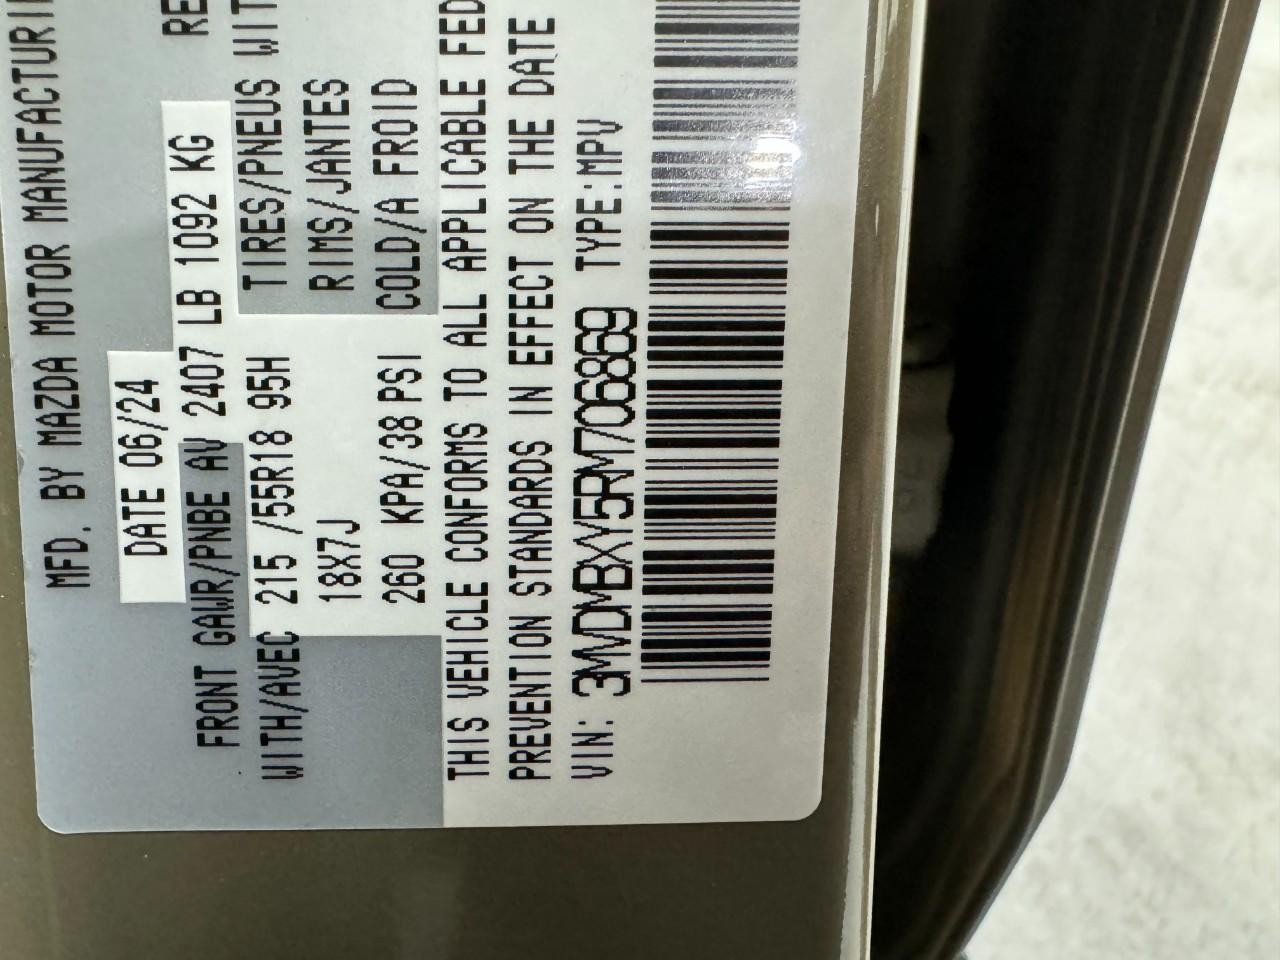 MFD. BY MAZDA MOTOR MANUFACTURI
DATE 06/24
FRONT GAWR/PNBE AV 2407 LB 1092 KG RE
WITH/AVEC 215 /55R18 95H TIRES/PNEUS WIT
18X7J RIMS/JANTES
260 KPA/38 PSI COLD/A FROID
THIS VEHICLE CONFORMS TO ALL APPLICABLE FED
PREVENTION STANDARDS IN EFFECT ON THE DATE
VIN: 3MVDMBXY5RM706869 TYPE:MPV